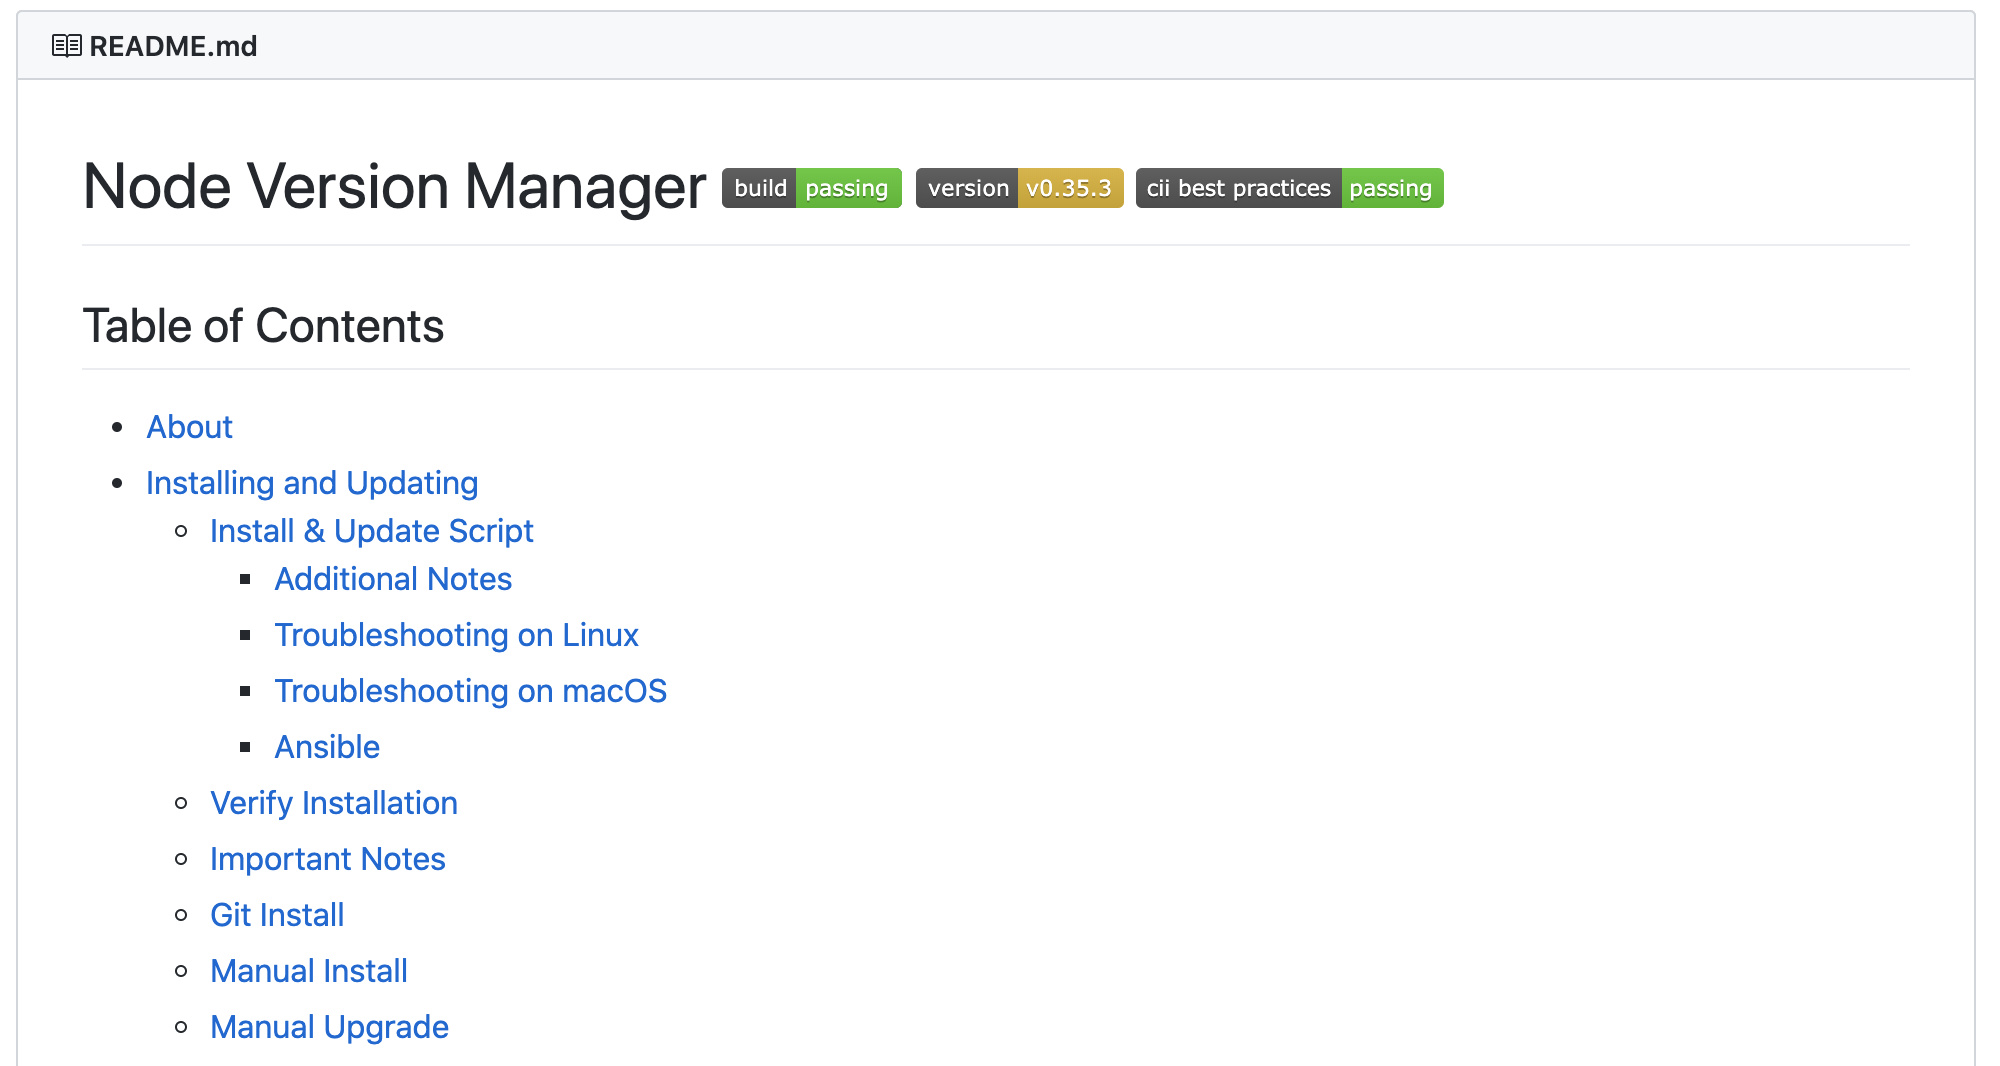 README.md
Node Version Manager build passing version v0.35.3 cii best practices passing
Table of Contents
About
Installing and Updating
Install & Update Script
Additional Notes
Troubleshooting on Linux
Troubleshooting on macOS
Ansible
Verify Installation
Important Notes
Git Install
Manual Install
Manual Upgrade